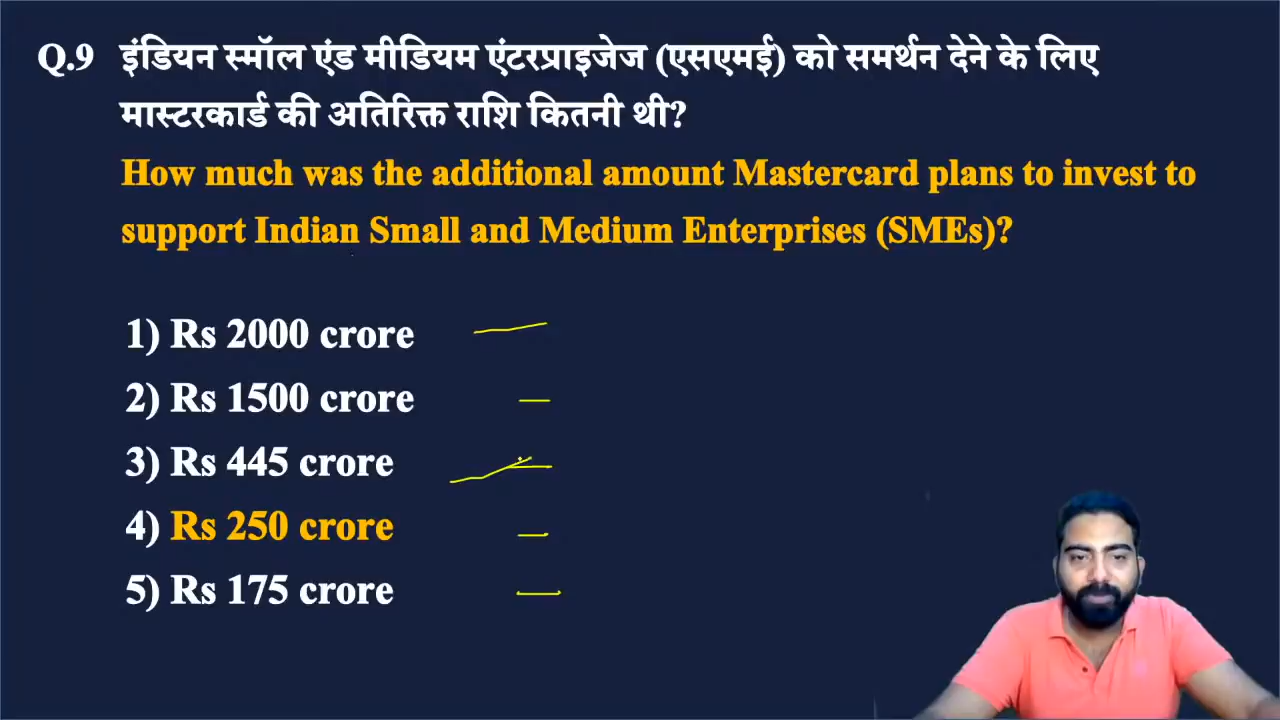 Q.9 इंडियन स्मॉल एंड मीडियम एंटरप्राइजेज (एसएमई) को समर्थन देने के लिए
मास्टरकार्ड की अतिरिक्त राशि कितनी थी?
How much was the additional amount Mastercard plans to invest to
support Indian Small and Medium Enterprises (SMEs)?
1) Rs 2000 crore
2) Rs 1500 crore
3) Rs 445 crore
4) Rs 250 crore
5) Rs 175 crore